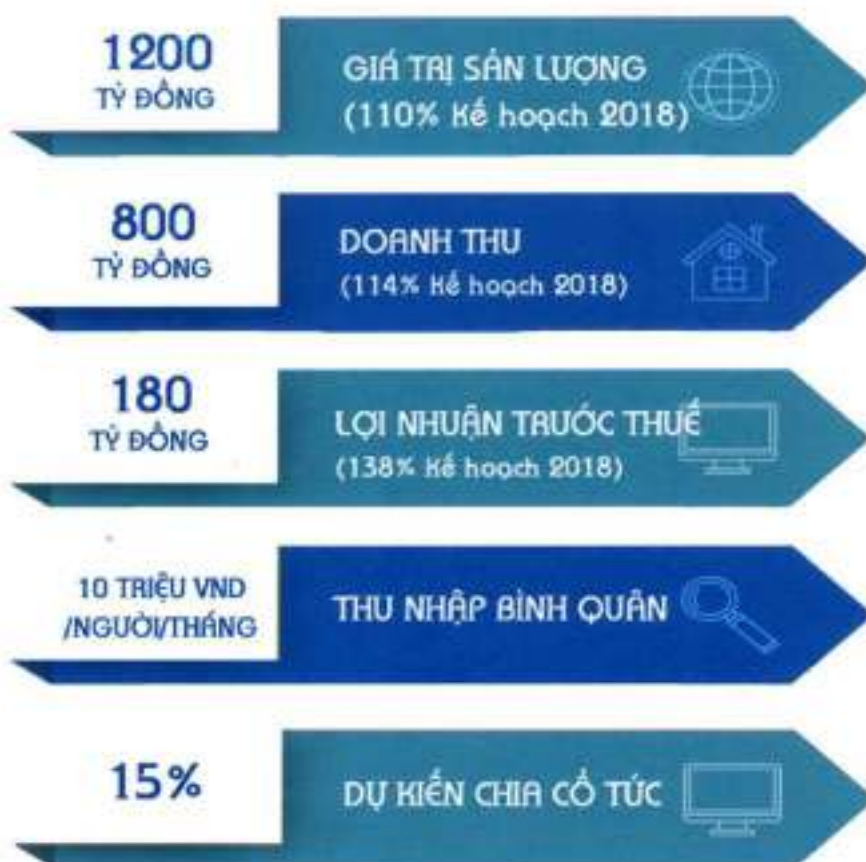 1200
TỶ ĐỒNG
GIÁ TRỊ SẢN LƯỢNG
(110% Kế hoạch 2018)
800
TỶ ĐỒNG
DOANH THU
(114% Kế hoạch 2018)
180
TỶ ĐỒNG
LỢI NHUẬN TRƯỚC THUẾ
(138% Kế hoạch 2018)
10 TRIỆU VND
/NGƯỜI/THÁNG
THU NHẬP BÌNH QUÂN
15%
DỰ KIẾN CHIA CỔ TỨC